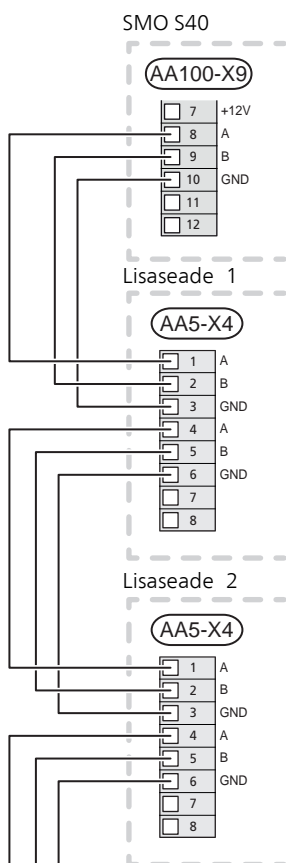 SMO S40
AA100-X9
7 +12V
8 A
9 B
10 GND
11
12
Lisaseade 1
AA5-X4
1 A
2 B
3 GND
4 A
5 B
6 GND
7
8
Lisaseade 2
AA5-X4
1 A
2 B
3 GND
4 A
5 B
6 GND
7
8